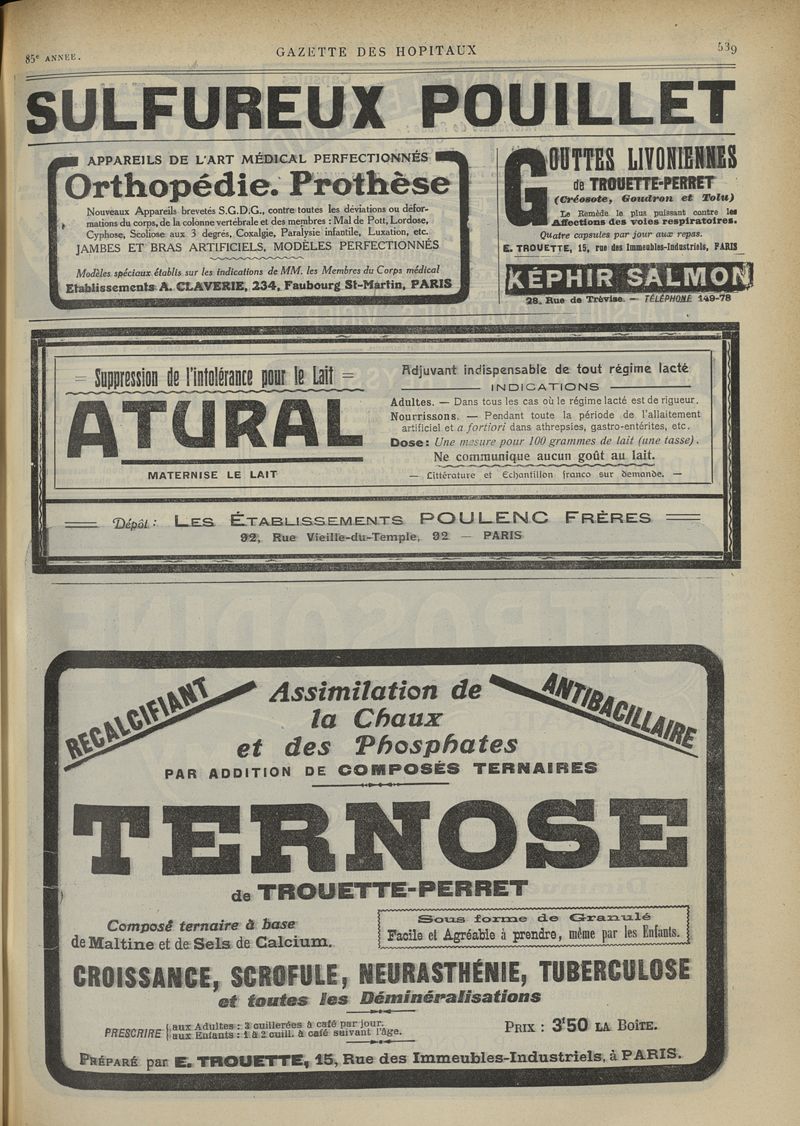 85e ANNÉE.
GAZETTE DES HOPITAUX
539
SULFUREUX POUILLET
APPAREILS DE L'ART MÉDICAL PERFECTIONNÉS
Orthopédie. Prothèse
Nouveaux Appareils brevetés S.G.D.G., contre toutes les déviations ou défor-
mations du corps, de la colonne vertébrale et des membres : Mal de Pott, Lordose,
Cyphose, Scoliose aux 3 degrés, Coxalgie, Paralysie infantile, Luxation, etc.
JAMBES ET BRAS ARTIFICIELS, MODÈLES PERFECTIONNÉS
Modèles spéciaux établis sur les indications de MM. les Membres du Corps médical
Etablissements A. CLAVERIE, 234, Faubourg St-Martin, PARIS
GOUTTES LIVONIENNES
de TROUETTE-PERRET
(Créosote, Goudron et Tolu)
Le Remède le plus puissant contre les
Affections des voies respiratoires.
Quatre capsules par jour aux repas.
E. TROUETTE, 15, rue des Immeubles-Industriels, PARIS
KÉPHIR SALMON
28, Rue de Trévise. — TÉLÉPHONE 149-78
= Suppression de l'intolérance pour le Lait =
ATURAL
MATERNISE LE LAIT
Adjuvant indispensable de tout régime lacté
INDICATIONS
Adultes. — Dans tous les cas où le régime lacté est de rigueur.
Nourrissons. — Pendant toute la période de l'allaitement
artificiel et a fortiori dans athrepsies, gastro-entérites, etc.
Dose : Une mesure pour 100 grammes de lait (une tasse).
Ne communique aucun goût au lait.
— Littérature et Echantillon franco sur demande. —
Dépôt : LES ÉTABLISSEMENTS POULENC FRÈRES
92, Rue Vieille-du-Temple, 92 — PARIS
RECALCIFIANT
Assimilation de
la Chaux
et des Phosphates
ANTIBACILLAIRE
PAR ADDITION DE COMPOSÉS TERNAIRES
TERNOSE
de TROUETTE-PERRET
Composé ternaire à base
de Maltine et de Sels de Calcium.
Sous forme de Granulé
Facile et Agréable à prendre, même par les Enfants.
CROISSANCE, SCROFULE, NEURASTHÉNIE, TUBERCULOSE
et toutes les Déminéralisations
PRESCRIRE
aux Adultes : 3 cuillerées à café par jour.
aux Enfants : 1 à 2 cuill. à café suivant l'âge.
PRIX : 3f50 LA BOÎTE.
PRÉPARÉ par E. TROUETTE, 15, Rue des Immeubles-Industriels, à PARIS.